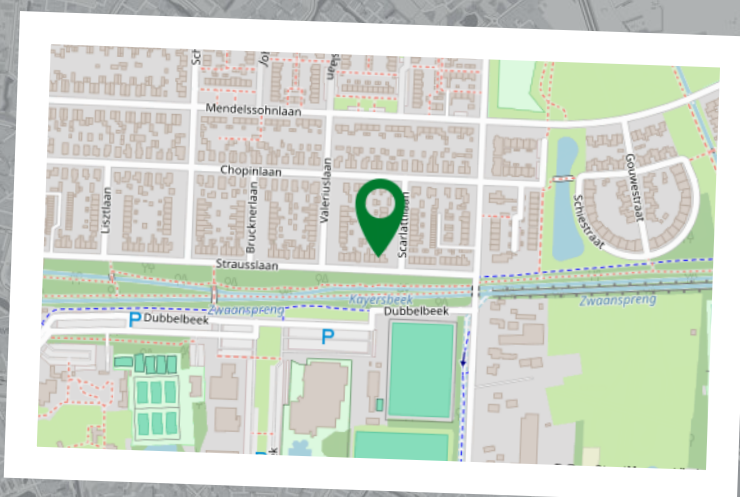 Mendelssohnlaan
Chopinlaan
Lisztlaan
Brucknerlaan
Valeriuslaan
Scarlattilaan
Gouwestraat
Schiestraat
Strausslaan
Kayersbeek
Zwaanspreng
Zwaanspreng
P
Dubbelbeek
Dubbelbeek
P